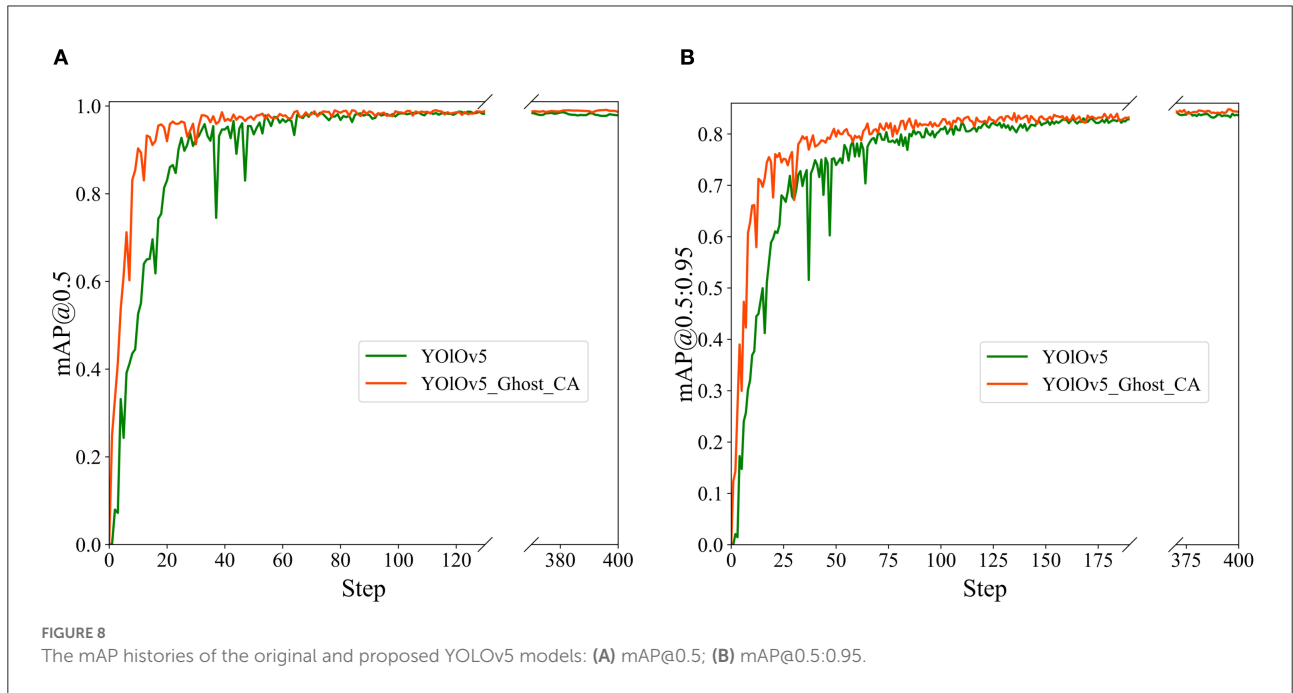 A
1.0
0.8
0.6
0.4
0.2
0.0
mAP@0.5
YOlOv5
YOlOv5_Ghost_CA
0 20 40 60 80 100 120 380 400
Step
B
0.8
0.7
0.6
0.5
0.4
0.3
0.2
0.1
0.0
mAP@0.5:0.95
YOlOv5
YOlOv5_Ghost_CA
0 25 50 75 100 125 150 175 375 400
Step
FIGURE 8
The mAP histories of the original and proposed YOLOv5 models: (A) mAP@0.5; (B) mAP@0.5:0.95.